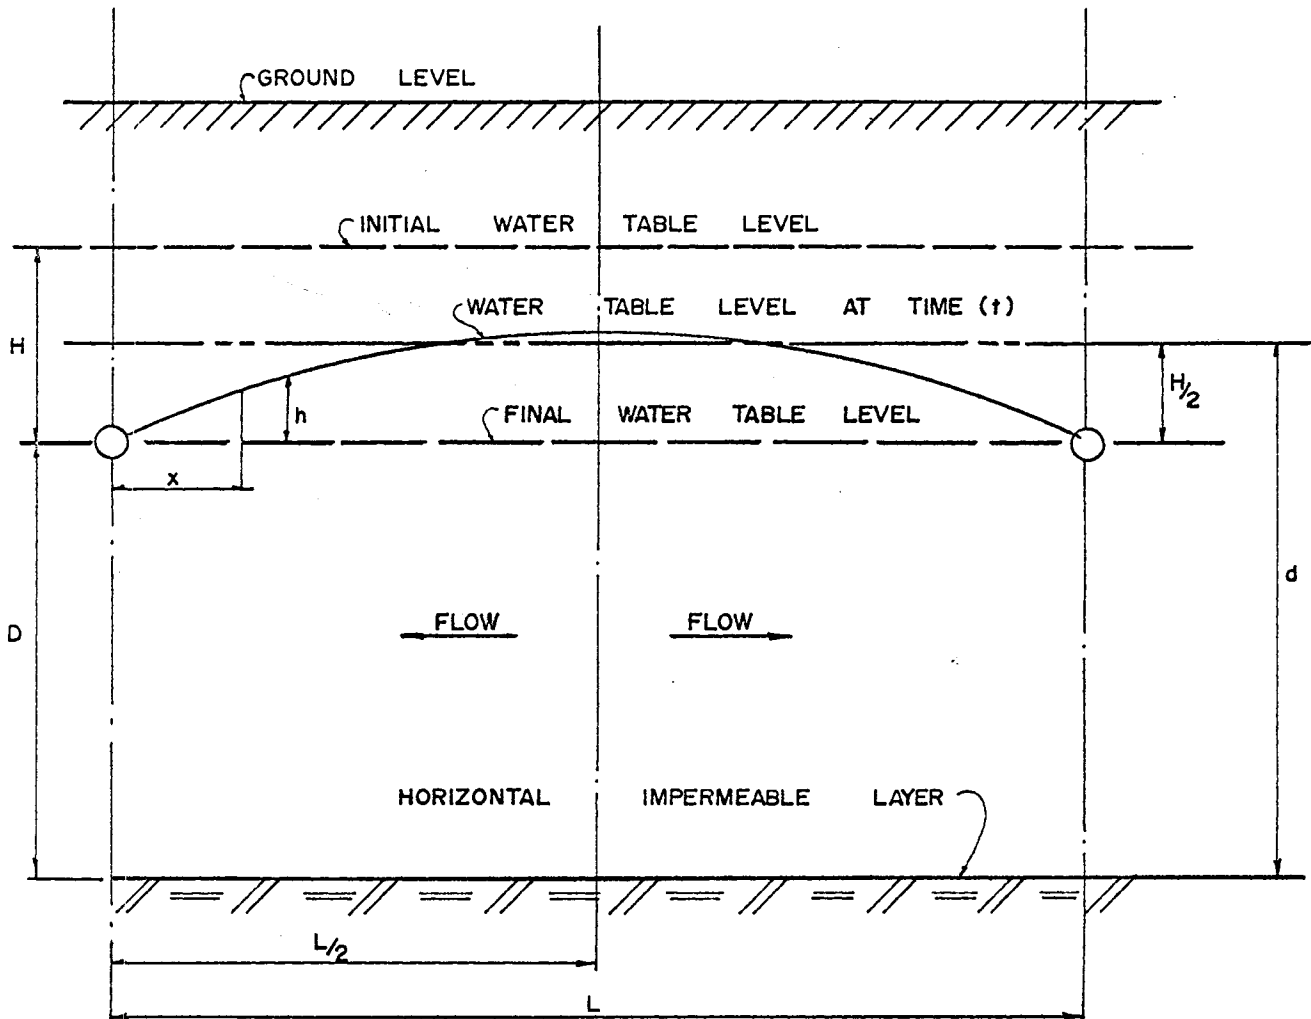 GROUND LEVEL
INITIAL WATER TABLE LEVEL
WATER TABLE LEVEL AT TIME (t)
H
H/2
h
FINAL WATER TABLE LEVEL
x
d
D
FLOW
FLOW
HORIZONTAL IMPERMEABLE LAYER
L/2
L